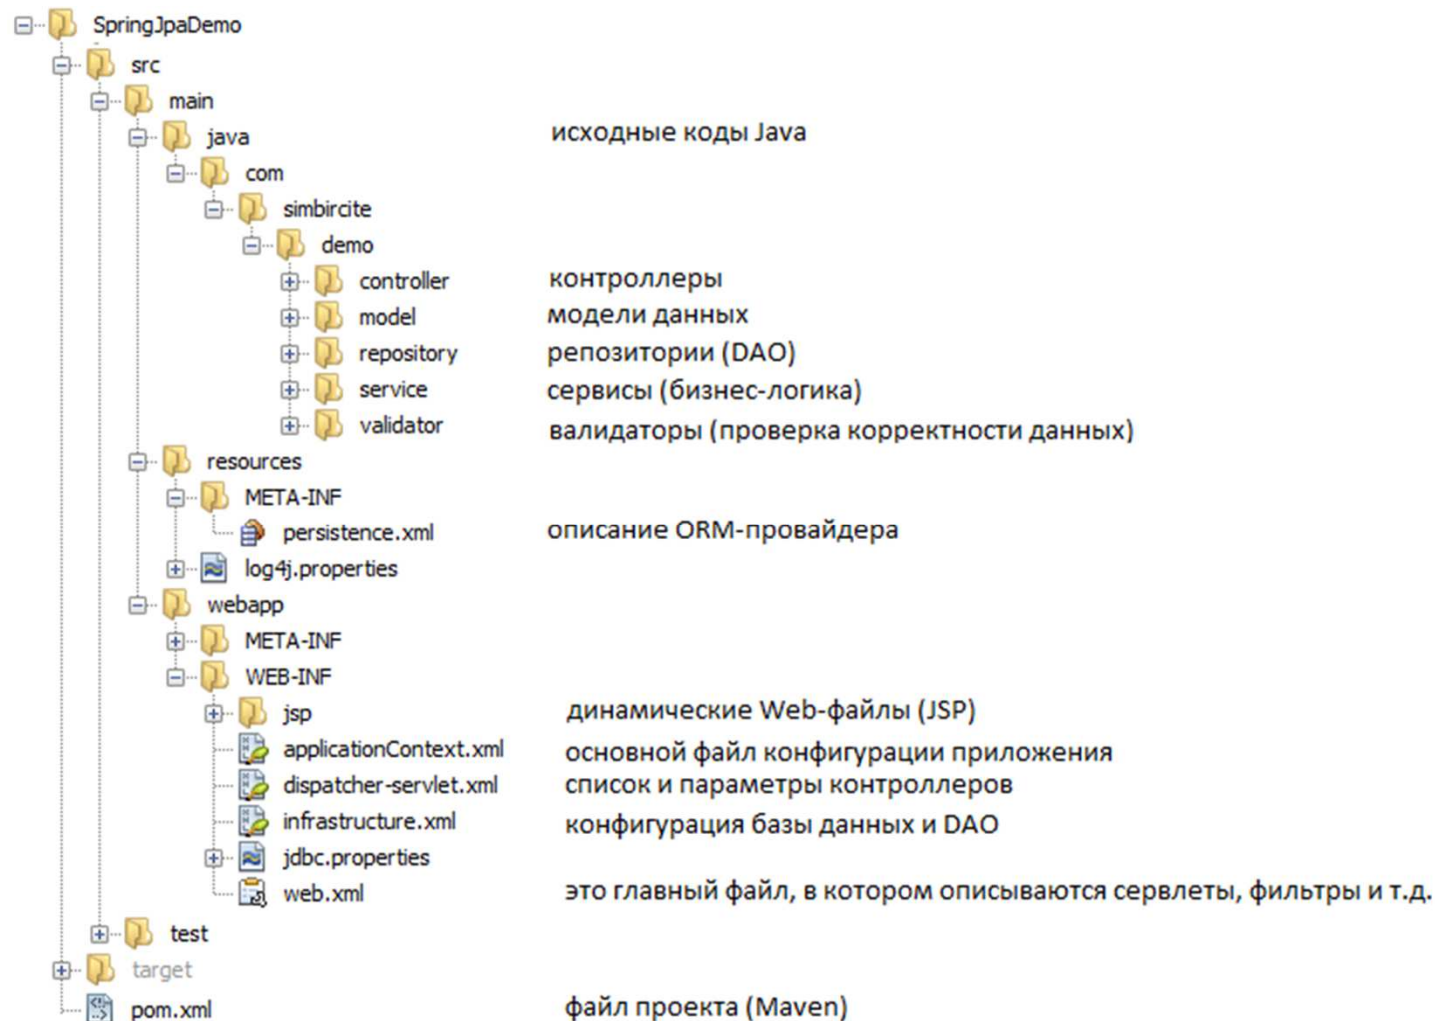 SpringJpaDemo
src
main
java исходные коды Java
com
simbircite
demo
controller контроллеры
model модели данных
repository репозитории (DAO)
service сервисы (бизнес-логика)
validator валидаторы (проверка корректности данных)
resources
META-INF
persistence.xml описание ORM-провайдера
log4j.properties
webapp
META-INF
WEB-INF
jsp динамические Web-файлы (JSP)
applicationContext.xml основной файл конфигурации приложения
dispatcher-servlet.xml список и параметры контроллеров
infrastructure.xml конфигурация базы данных и DAO
jdbc.properties
web.xml это главный файл, в котором описываются сервлеты, фильтры и т.д.
test
target
pom.xml файл проекта (Maven)